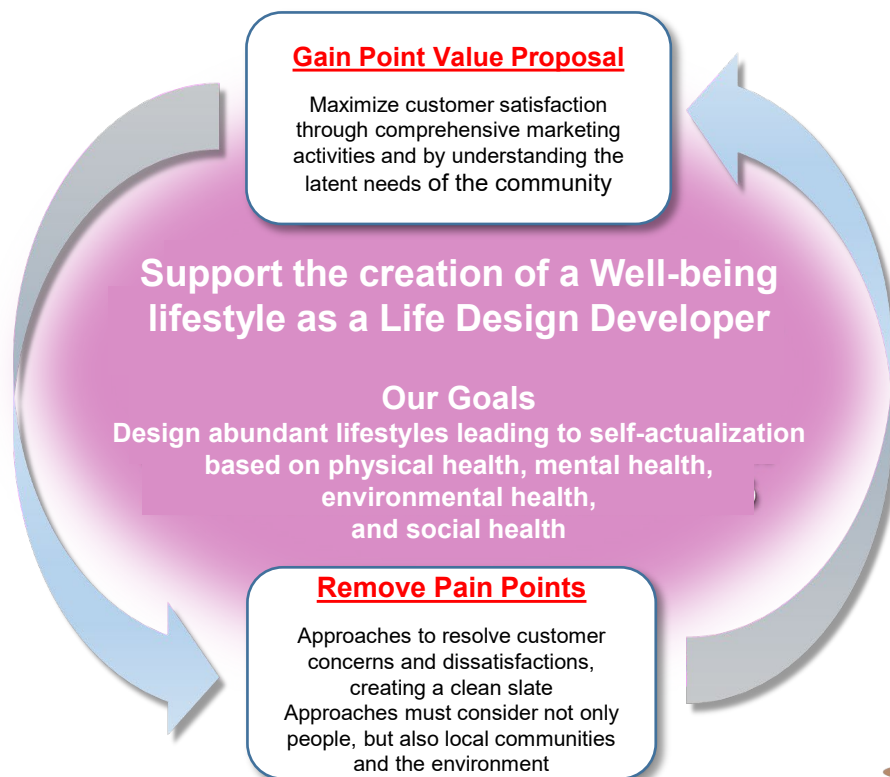 Gain Point Value Proposal
Maximize customer satisfaction
through comprehensive marketing
activities and by understanding the
latent needs of the community
Support the creation of a Well-being
lifestyle as a Life Design Developer
Our Goals
Design abundant lifestyles leading to self-actualization
based on physical health, mental health,
environmental health,
and social health
Remove Pain Points
Approaches to resolve customer
concerns and dissatisfactions,
creating a clean slate
Approaches must consider not only
people, but also local communities
and the environment